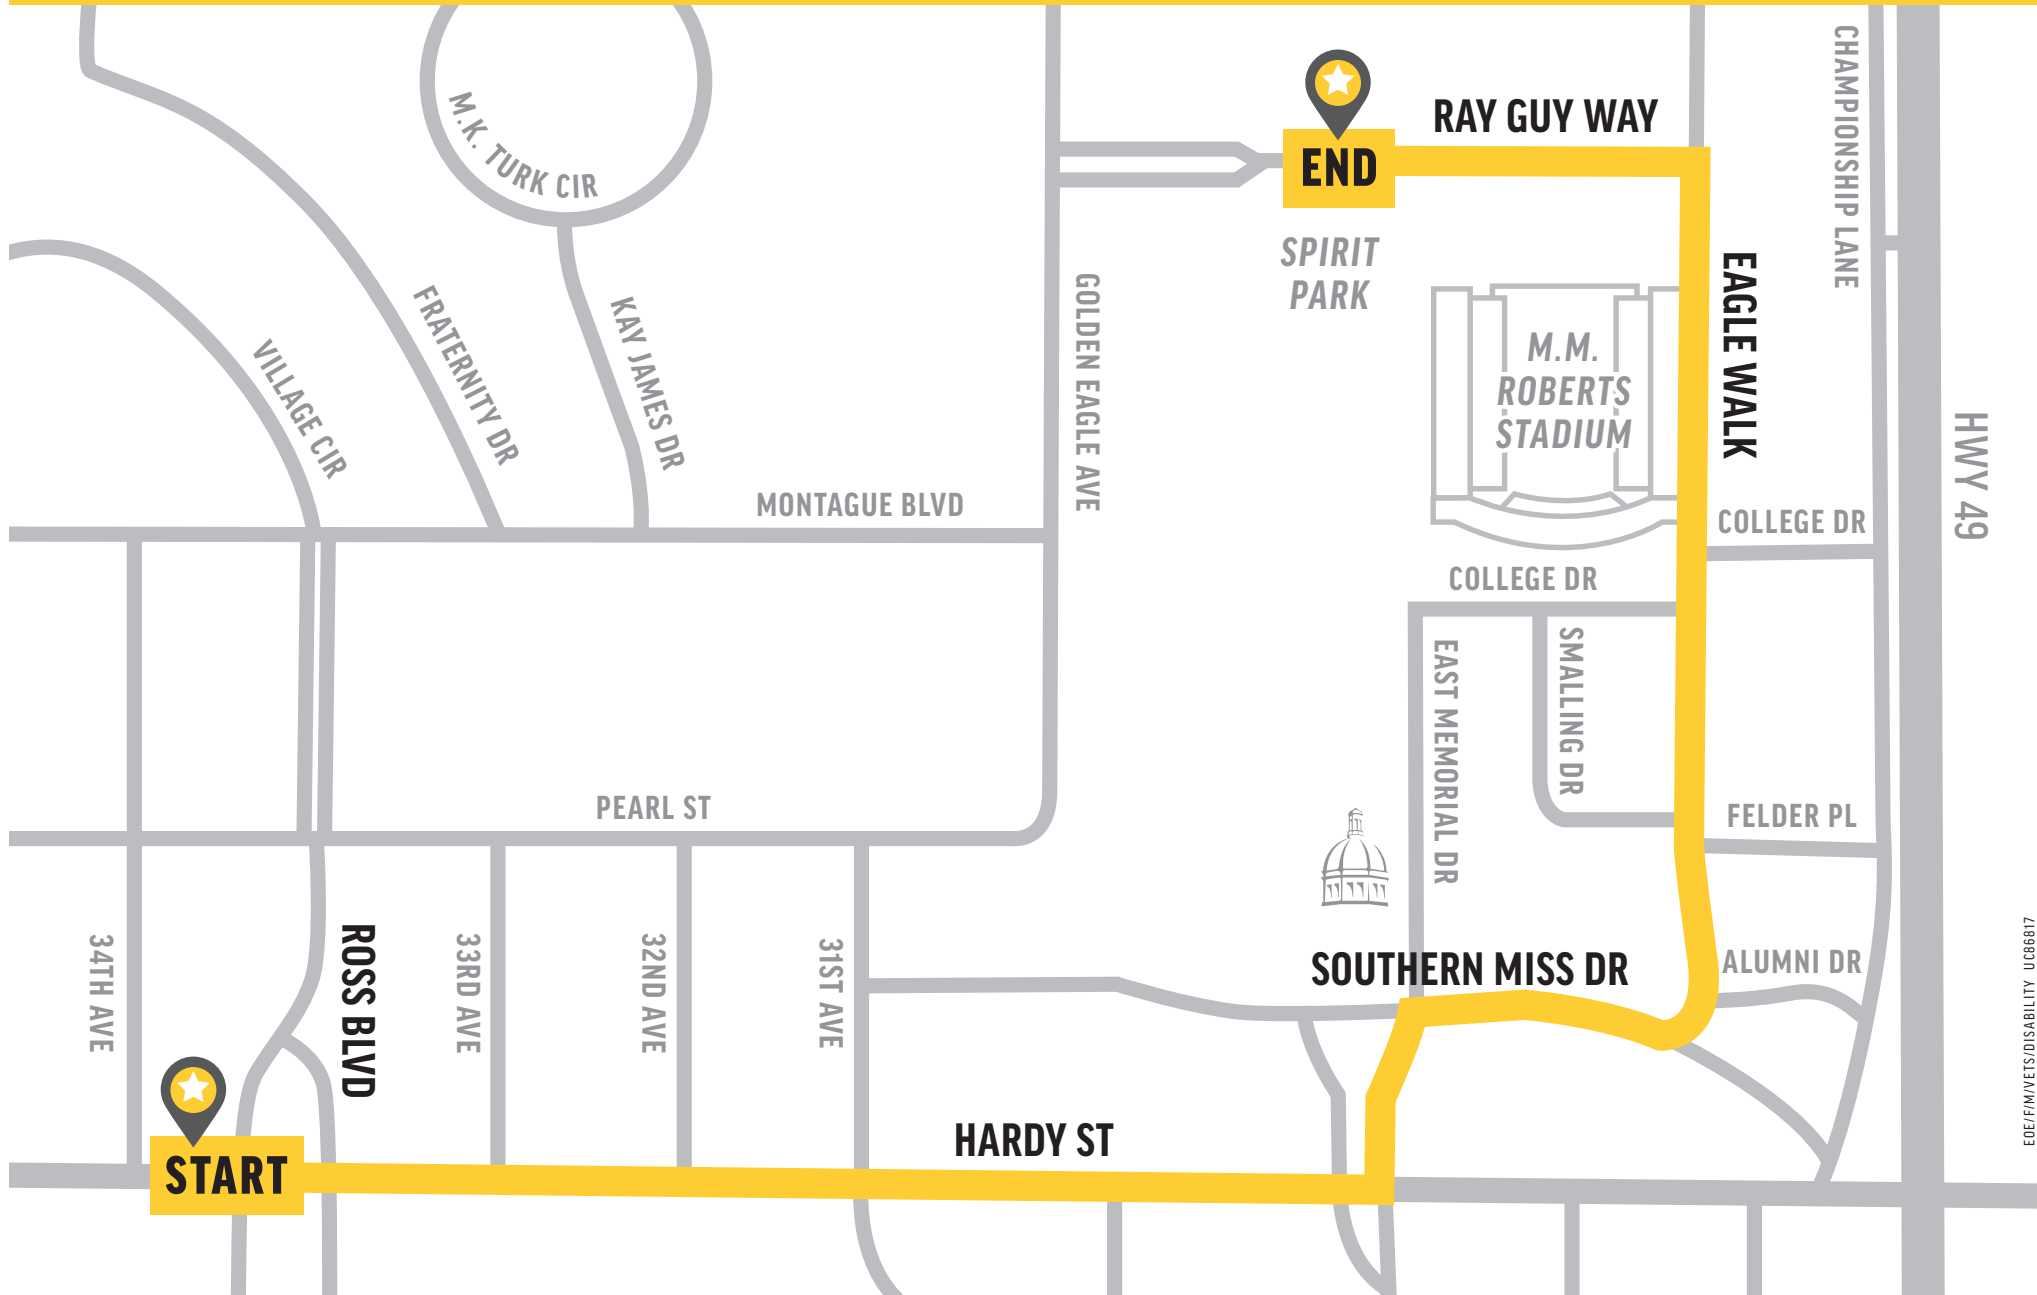 CHAMPIONSHIP LANE
RAY GUY WAY
M.K. TURK CIR
END
SPIRIT
PARK
EAGLE WALK
GOLDEN EAGLE AVE
FRATERNITY DR
KAY JAMES DR
VILLAGE CIR
M.M.
ROBERTS
STADIUM
HWY 49
MONTAGUE BLVD
COLLEGE DR
COLLEGE DR
EAST MEMORIAL DR
SMALLING DR
PEARL ST
FELDER PL
34TH AVE
ROSS BLVD
33RD AVE
32ND AVE
31ST AVE
SOUTHERN MISS DR
ALUMNI DR
EOE/F/M/VETS/DISABILITY UC86817
HARDY ST
START